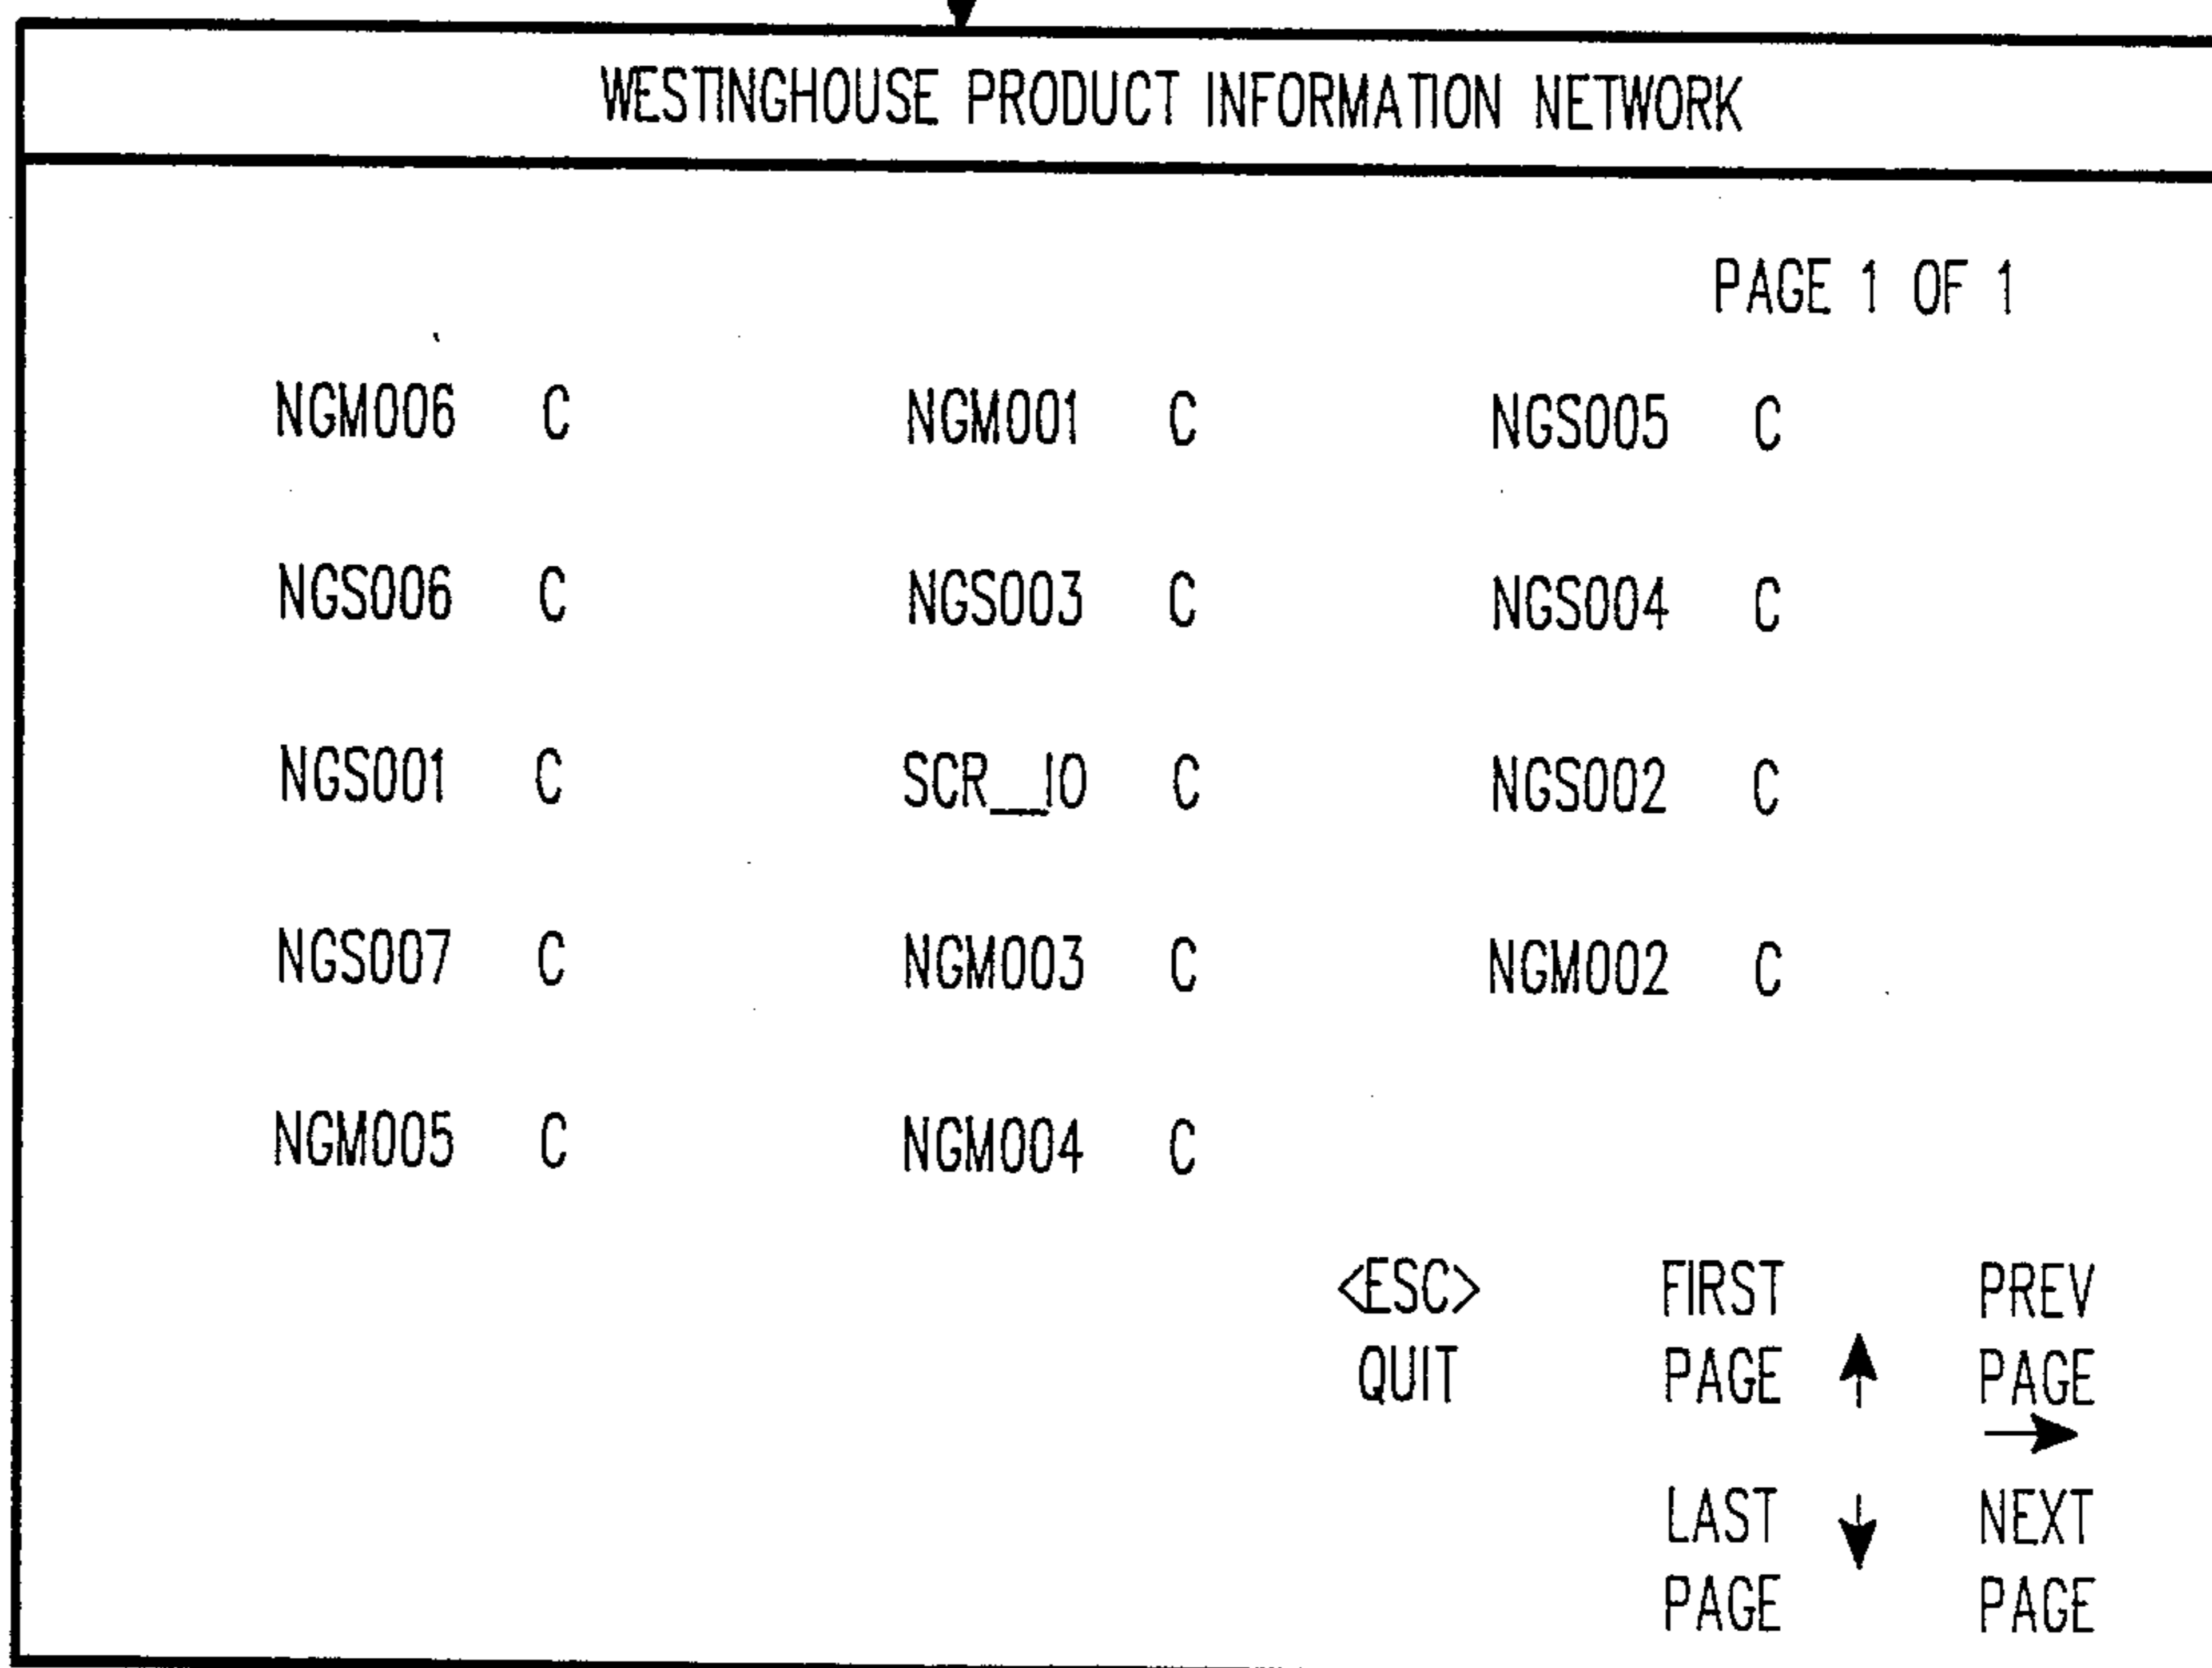 WESTINGHOUSE PRODUCT INFORMATION NETWORK
PAGE 1 OF 1
NGM006 C NGM001 C NGS005 C
NGS006 C NGS003 C NGS004 C
NGS001 C SCR__IO C NGS002 C
NGS007 C NGM003 C NGM002 C
NGM005 C NGM004 C
<ESC> FIRST PREV
QUIT PAGE ↑ PAGE
→
LAST ↓ NEXT
PAGE PAGE